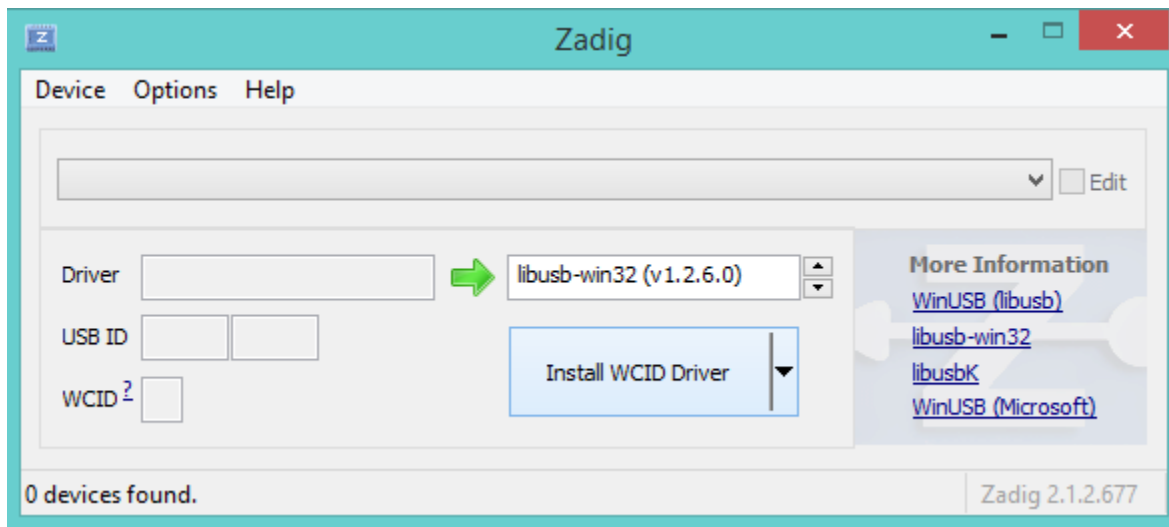 Zadig
Device Options Help
Edit
Driver
libusb-win32 (v1.2.6.0)
USB ID
WCID ?
Install WCID Driver
More Information
WinUSB (libusb)
libusb-win32
libusbK
WinUSB (Microsoft)
0 devices found.
Zadig 2.1.2.677